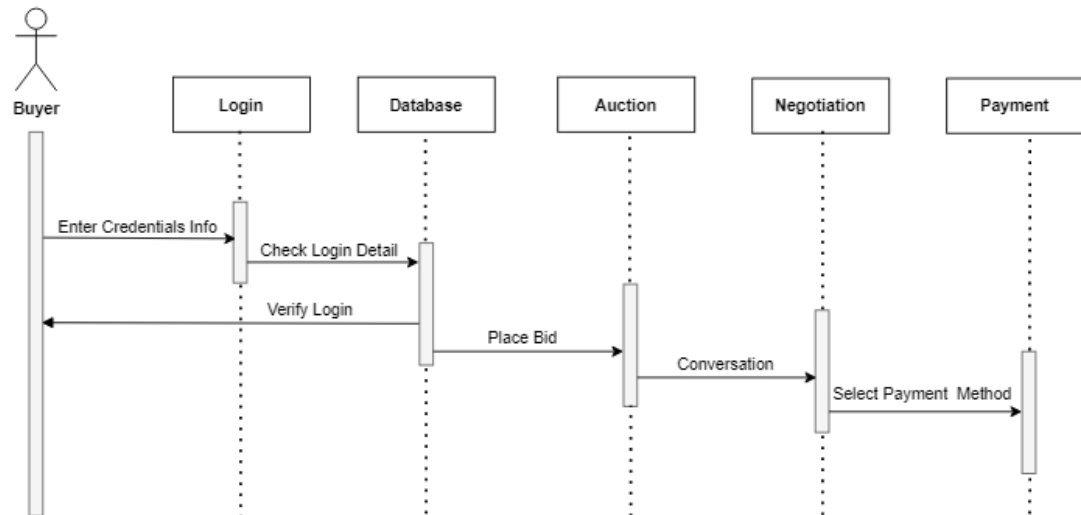 Buyer
Login
Database
Auction
Negotiation
Payment
Enter Credentials Info
Check Login Detail
Verify Login
Place Bid
Conversation
Select Payment Method